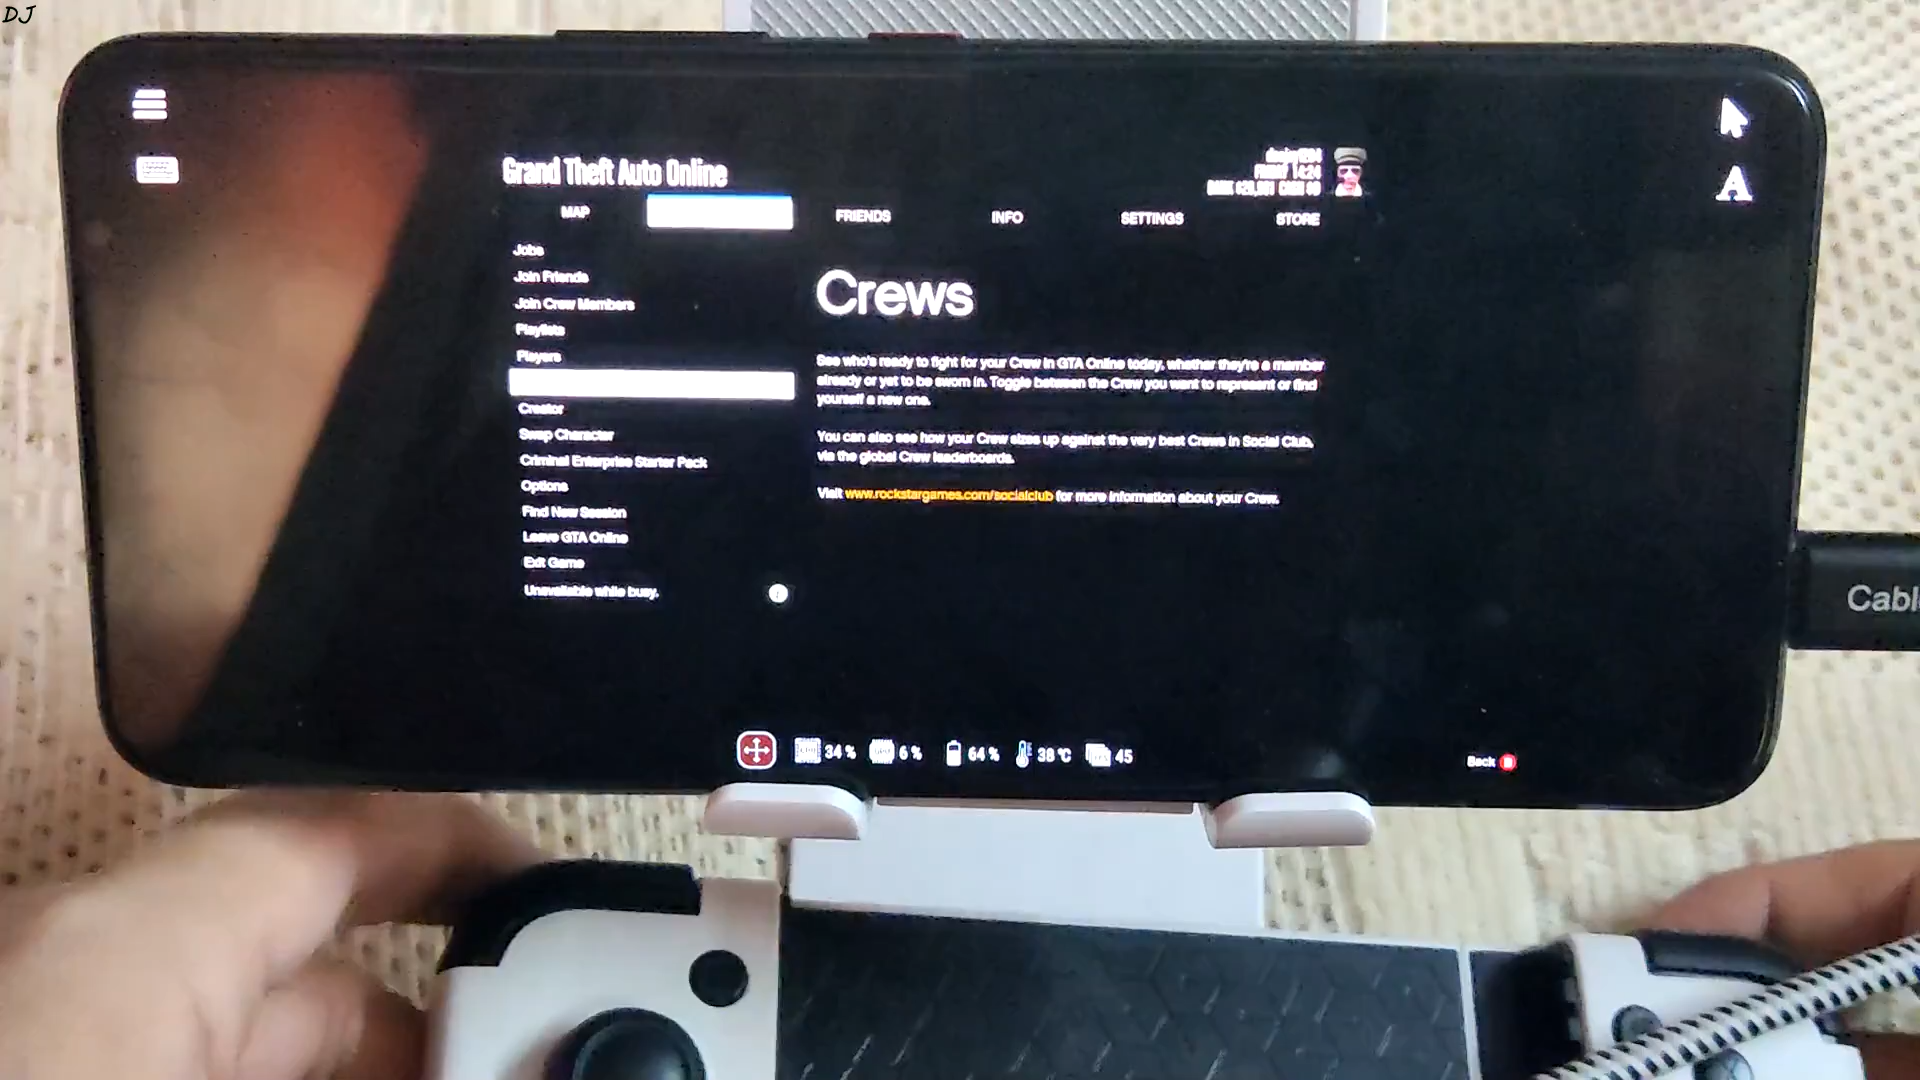 DJ
Grand Theft Auto Online
FRIDAY 14:24
MAP
FRIENDS
INFO
SETTINGS
STORE
Jobs
Join Friends
Join Crew Members
Playlists
Players
Creator
Swap Character
Criminal Enterprise Starter Pack
Options
Find New Session
Leave GTA Online
Exit Game
Unavailable while busy.
Crews
See who's ready to fight for your Crew in GTA Online today, whether they're a member
already or yet to be sworn in. Toggle between the Crew you want to represent or find
yourself a new one.
You can also see how your Crew sizes up against the very best Crews in Social Club,
via the global Crew leaderboards.
Visit www.rockstargames.com/socialclub for more information about your Crew.
A
34 %
6 %
64 %
38 °C
45
Back
Cabl